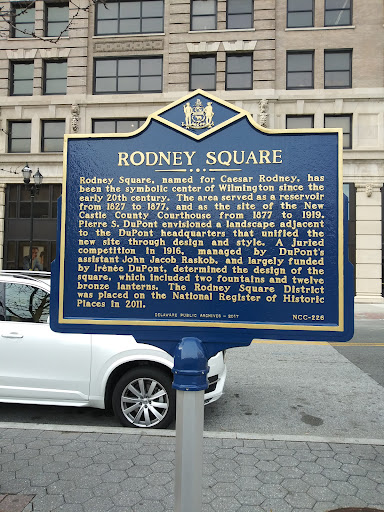 RODNEY SQUARE
Rodney Square, named for Caesar Rodney, has
been the symbolic center of Wilmington since the
early 20th century. The area served as a reservoir
from 1827 to 1877, and as the site of the New
Castle County Courthouse from 1877 to 1919.
Pierre S. DuPont envisioned a landscape adjacent
to the DuPont headquarters that unified the
new site through design and style. A juried
competition in 1916, managed by DuPont's
assistant John Jacob Raskob, and largely funded
by Irénée DuPont, determined the design of the
square, which included two fountains and twelve
bronze lanterns. The Rodney Square District
was placed on the National Register of Historic
Places in 2011.
DELAWARE PUBLIC ARCHIVES - 2017 NCC-226